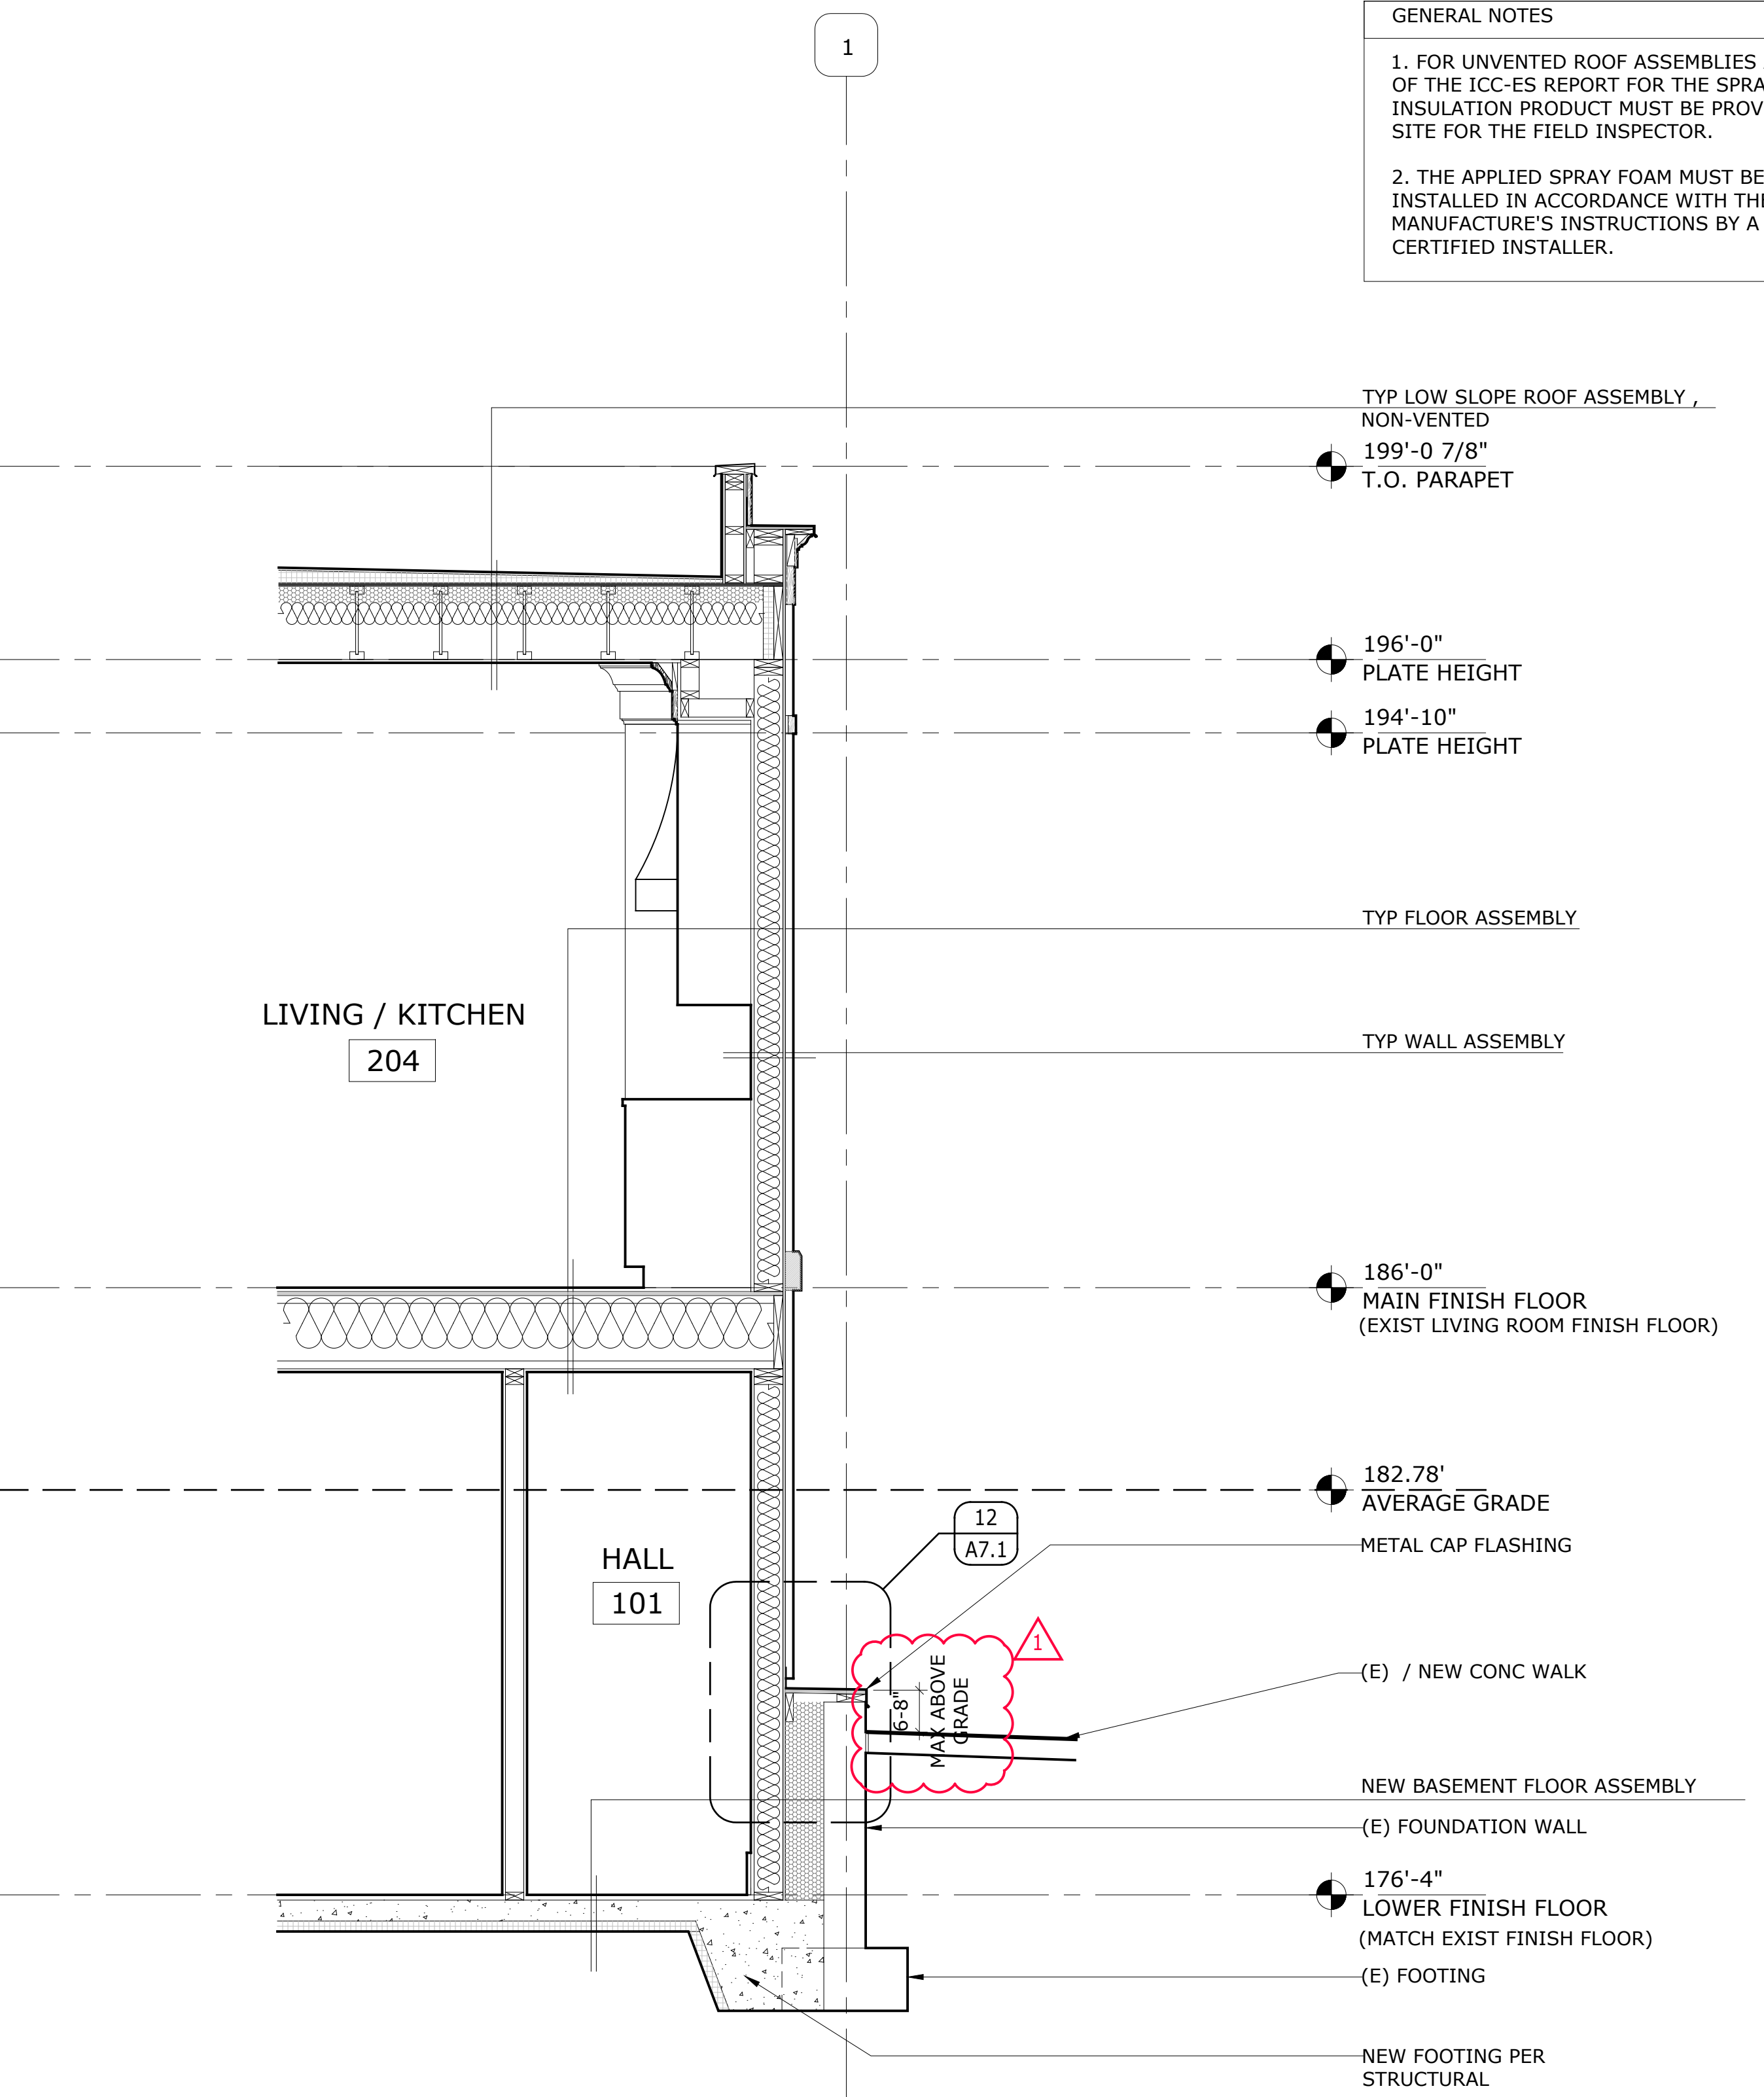 1
GENERAL NOTES
1. FOR UNVENTED ROOF ASSEMBLIES
OF THE ICC-ES REPORT FOR THE
INSULATION PRODUCT MUST BE
SITE FOR THE FIELD INSPECTOR.
2. THE APPLIED SPRAY FOAM MUST BE
INSTALLED IN ACCORDANCE WITH
MANUFACTURE'S INSTRUCTIONS BY A
CERTIFIED INSTALLER.
TYP LOW SLOPE ROOF ASSEMBLY ,
NON-VENTED
199'-0 7/8"
T.O. PARAPET
196'-0"
PLATE HEIGHT
194'-10"
PLATE HEIGHT
TYP FLOOR ASSEMBLY
LIVING / KITCHEN
204
TYP WALL ASSEMBLY
186'-0"
MAIN FINISH FLOOR
(EXIST LIVING ROOM FINISH FLOOR)
182.78'
AVERAGE GRADE
12
A7.1
METAL CAP FLASHING
HALL
101
1
6-8"
MAX ABOVE
GRADE
(E) / NEW CONC WALK
NEW BASEMENT FLOOR ASSEMBLY
(E) FOUNDATION WALL
176'-4"
LOWER FINISH FLOOR
(MATCH EXIST FINISH FLOOR)
(E) FOOTING
NEW FOOTING PER
STRUCTURAL